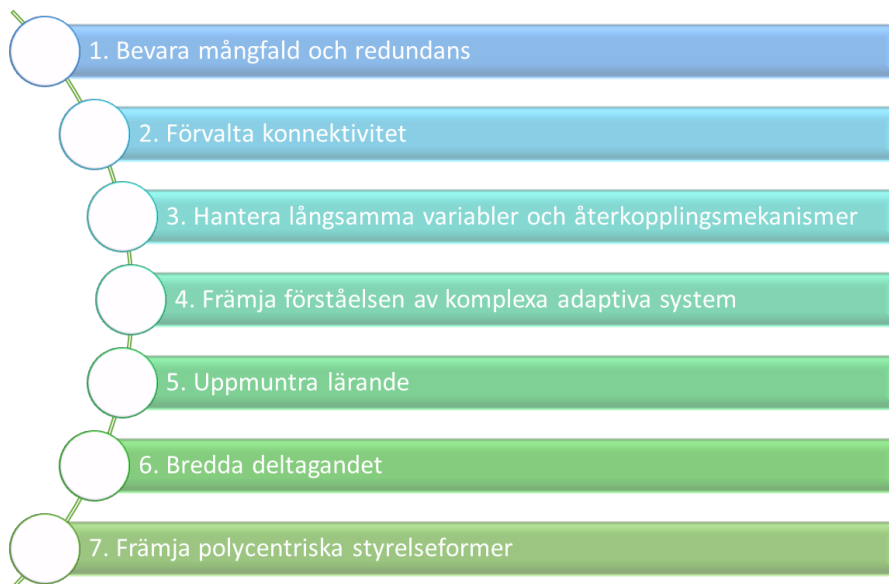 1. Bevara mångfald och redundans
2. Förvalta konnektivitet
3. Hantera långsamma variabler och återkopplingsmekanismer
4. Främja förståelsen av komplexa adaptiva system
5. Uppmuntra lärande
6. Bredda deltagandet
7. Främja polycentriska styrelseformer